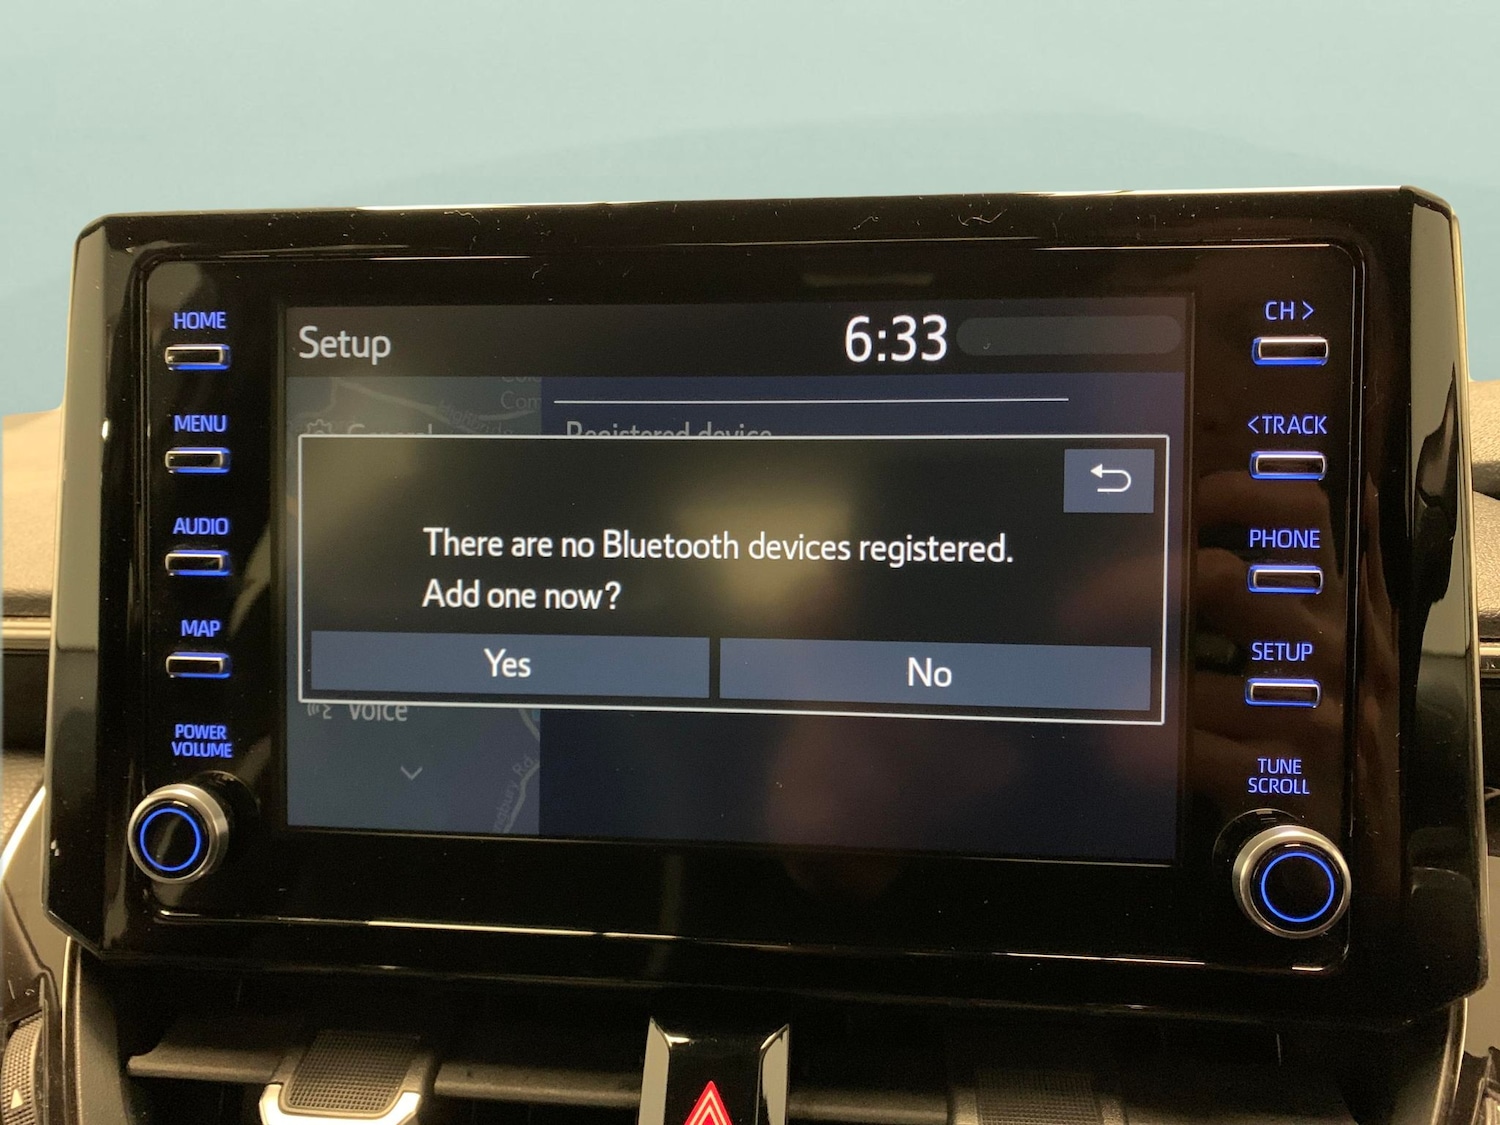 HOME
MENU
AUDIO
MAP
POWER
VOLUME
Setup
6:33
General
Registered device
There are no Bluetooth devices registered.
Add one now?
Yes
No
Voice
CH >
<TRACK
PHONE
SETUP
TUNE
SCROLL